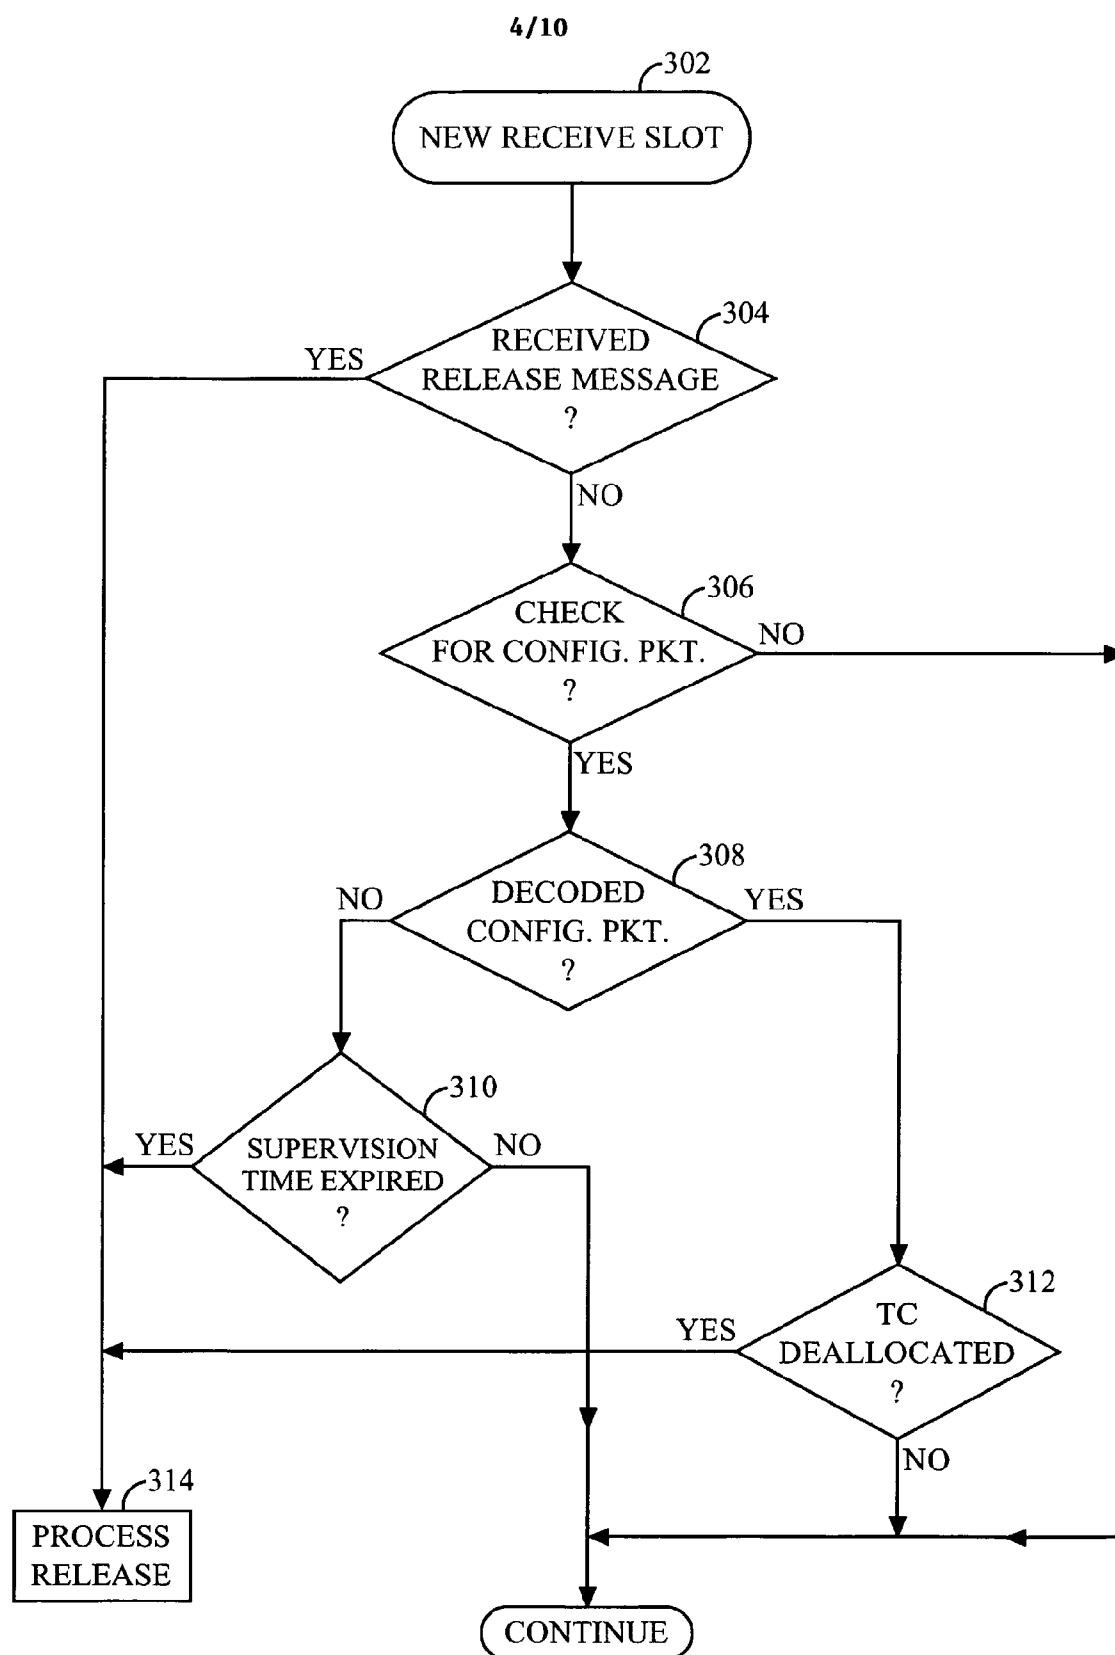 4/10
302
NEW RECEIVE SLOT
304
RECEIVED
RELEASE MESSAGE
?
YES
NO
306
CHECK
FOR CONFIG. PKT.
?
NO
YES
308
DECODED
CONFIG. PKT.
?
NO
YES
310
SUPERVISION
TIME EXPIRED
?
YES
NO
312
TC
DEALLOCATED
?
YES
NO
314
PROCESS
RELEASE
CONTINUE